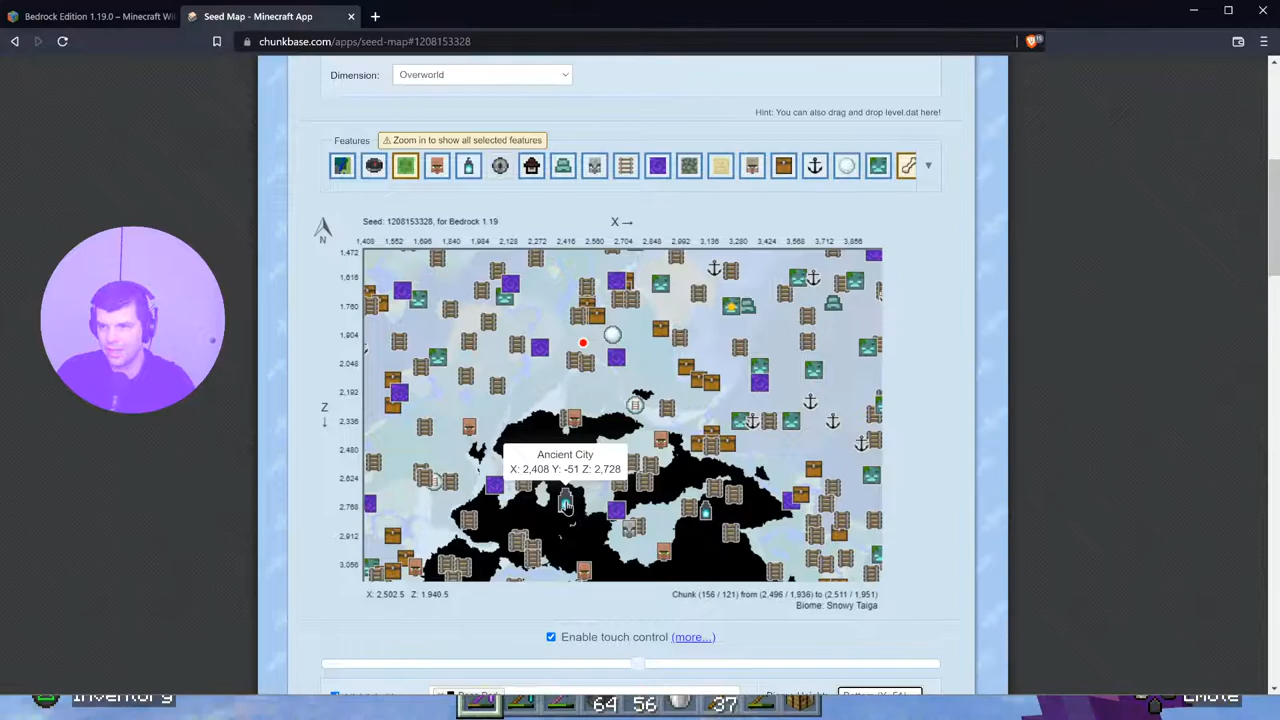 Bedrock Edition 1.19.0 – Minecraft Wi
Seed Map - Minecraft App
chunkbase.com/apps/seed-map#1208153328
Dimension:
Overworld
Hint: You can also drag and drop level.dat here!
Features
Zoom in to show all selected features
Seed: 1208153328, for Bedrock 1.19
X →
N
1,408 1,552 1,696 1,840 1,984 2,128 2,272 2,416 2,560 2,704 2,848 2,992 3,136 3,280 3,424 3,568 3,712 3,856
1,472
1,616
1,760
1,904
2,048
2,192
Z
2,336
2,480
2,624
2,768
2,912
3,056
Ancient City
X: 2,408 Y: -51 Z: 2,728
X: 2,502.5 Z: 1,940.5
Chunk (156 / 121) from (2,496 / 1,936) to (2,511 / 1,951)
Biome: Snowy Taiga
Enable touch control (more...)
Inventory
64 56 37
Emote